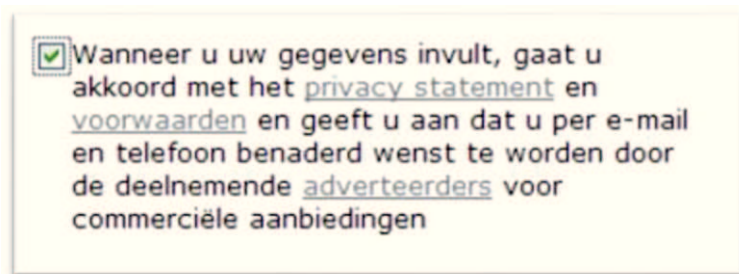 Wanneer u uw gegevens invult, gaat u
akkoord met het privacy statement en
voorwaarden en geeft u aan dat u per e-mail
en telefoon benaderd wenst te worden door
de deelnemende adverteerders voor
commerciële aanbiedingen